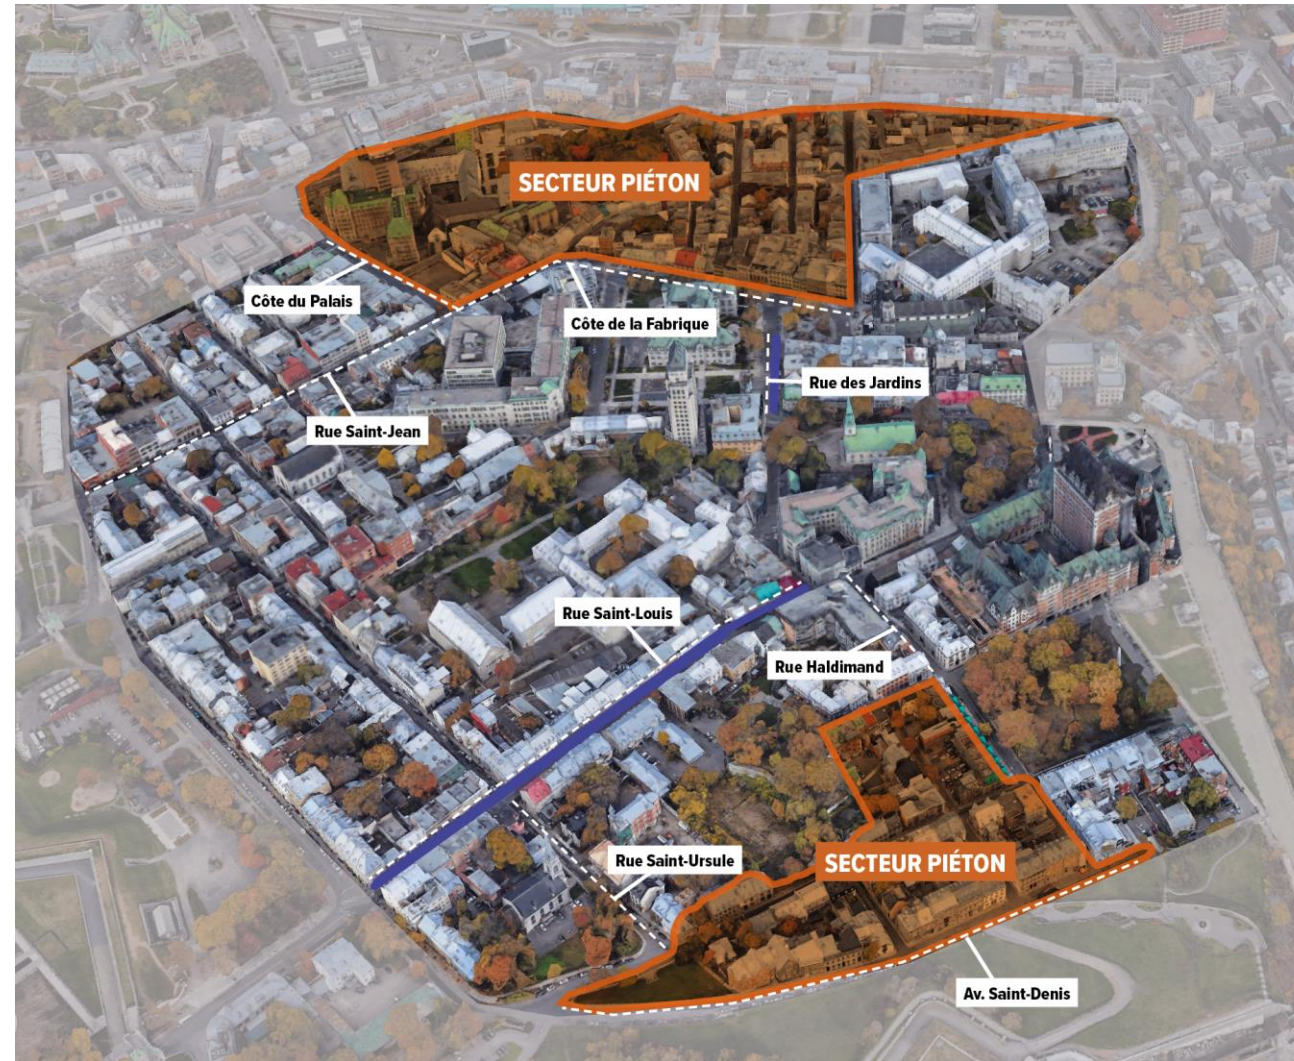 SECTEUR PIÉTON
Côte du Palais
Côte de la Fabrique
Rue des Jardins
Rue Saint-Jean
Rue Saint-Louis
Rue Haldimand
Rue Saint-Ursule
SECTEUR PIÉTON
Av. Saint-Denis